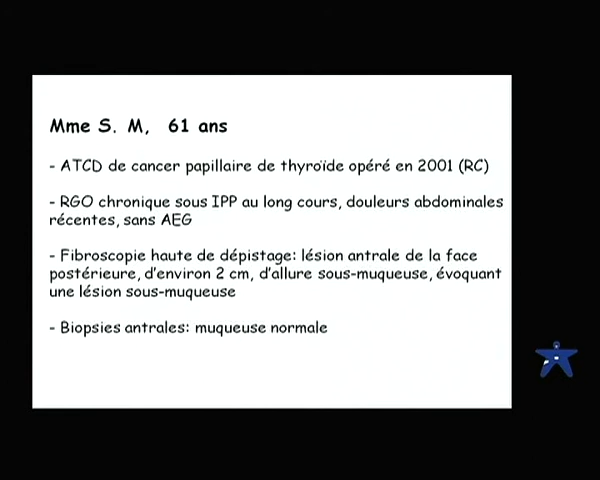 Mme S. M, 61 ans
- ATCD de cancer papillaire de thyroïde opéré en 2001 (RC)
- RGO chronique sous IPP au long cours, douleurs abdominales
récentes, sans AEG
- Fibroscopie haute de dépistage: lésion antrale de la face
postérieure, d'environ 2 cm, d'allure sous-muqueuse, évoquant
une lésion sous-muqueuse
- Biopsies antrales: muqueuse normale